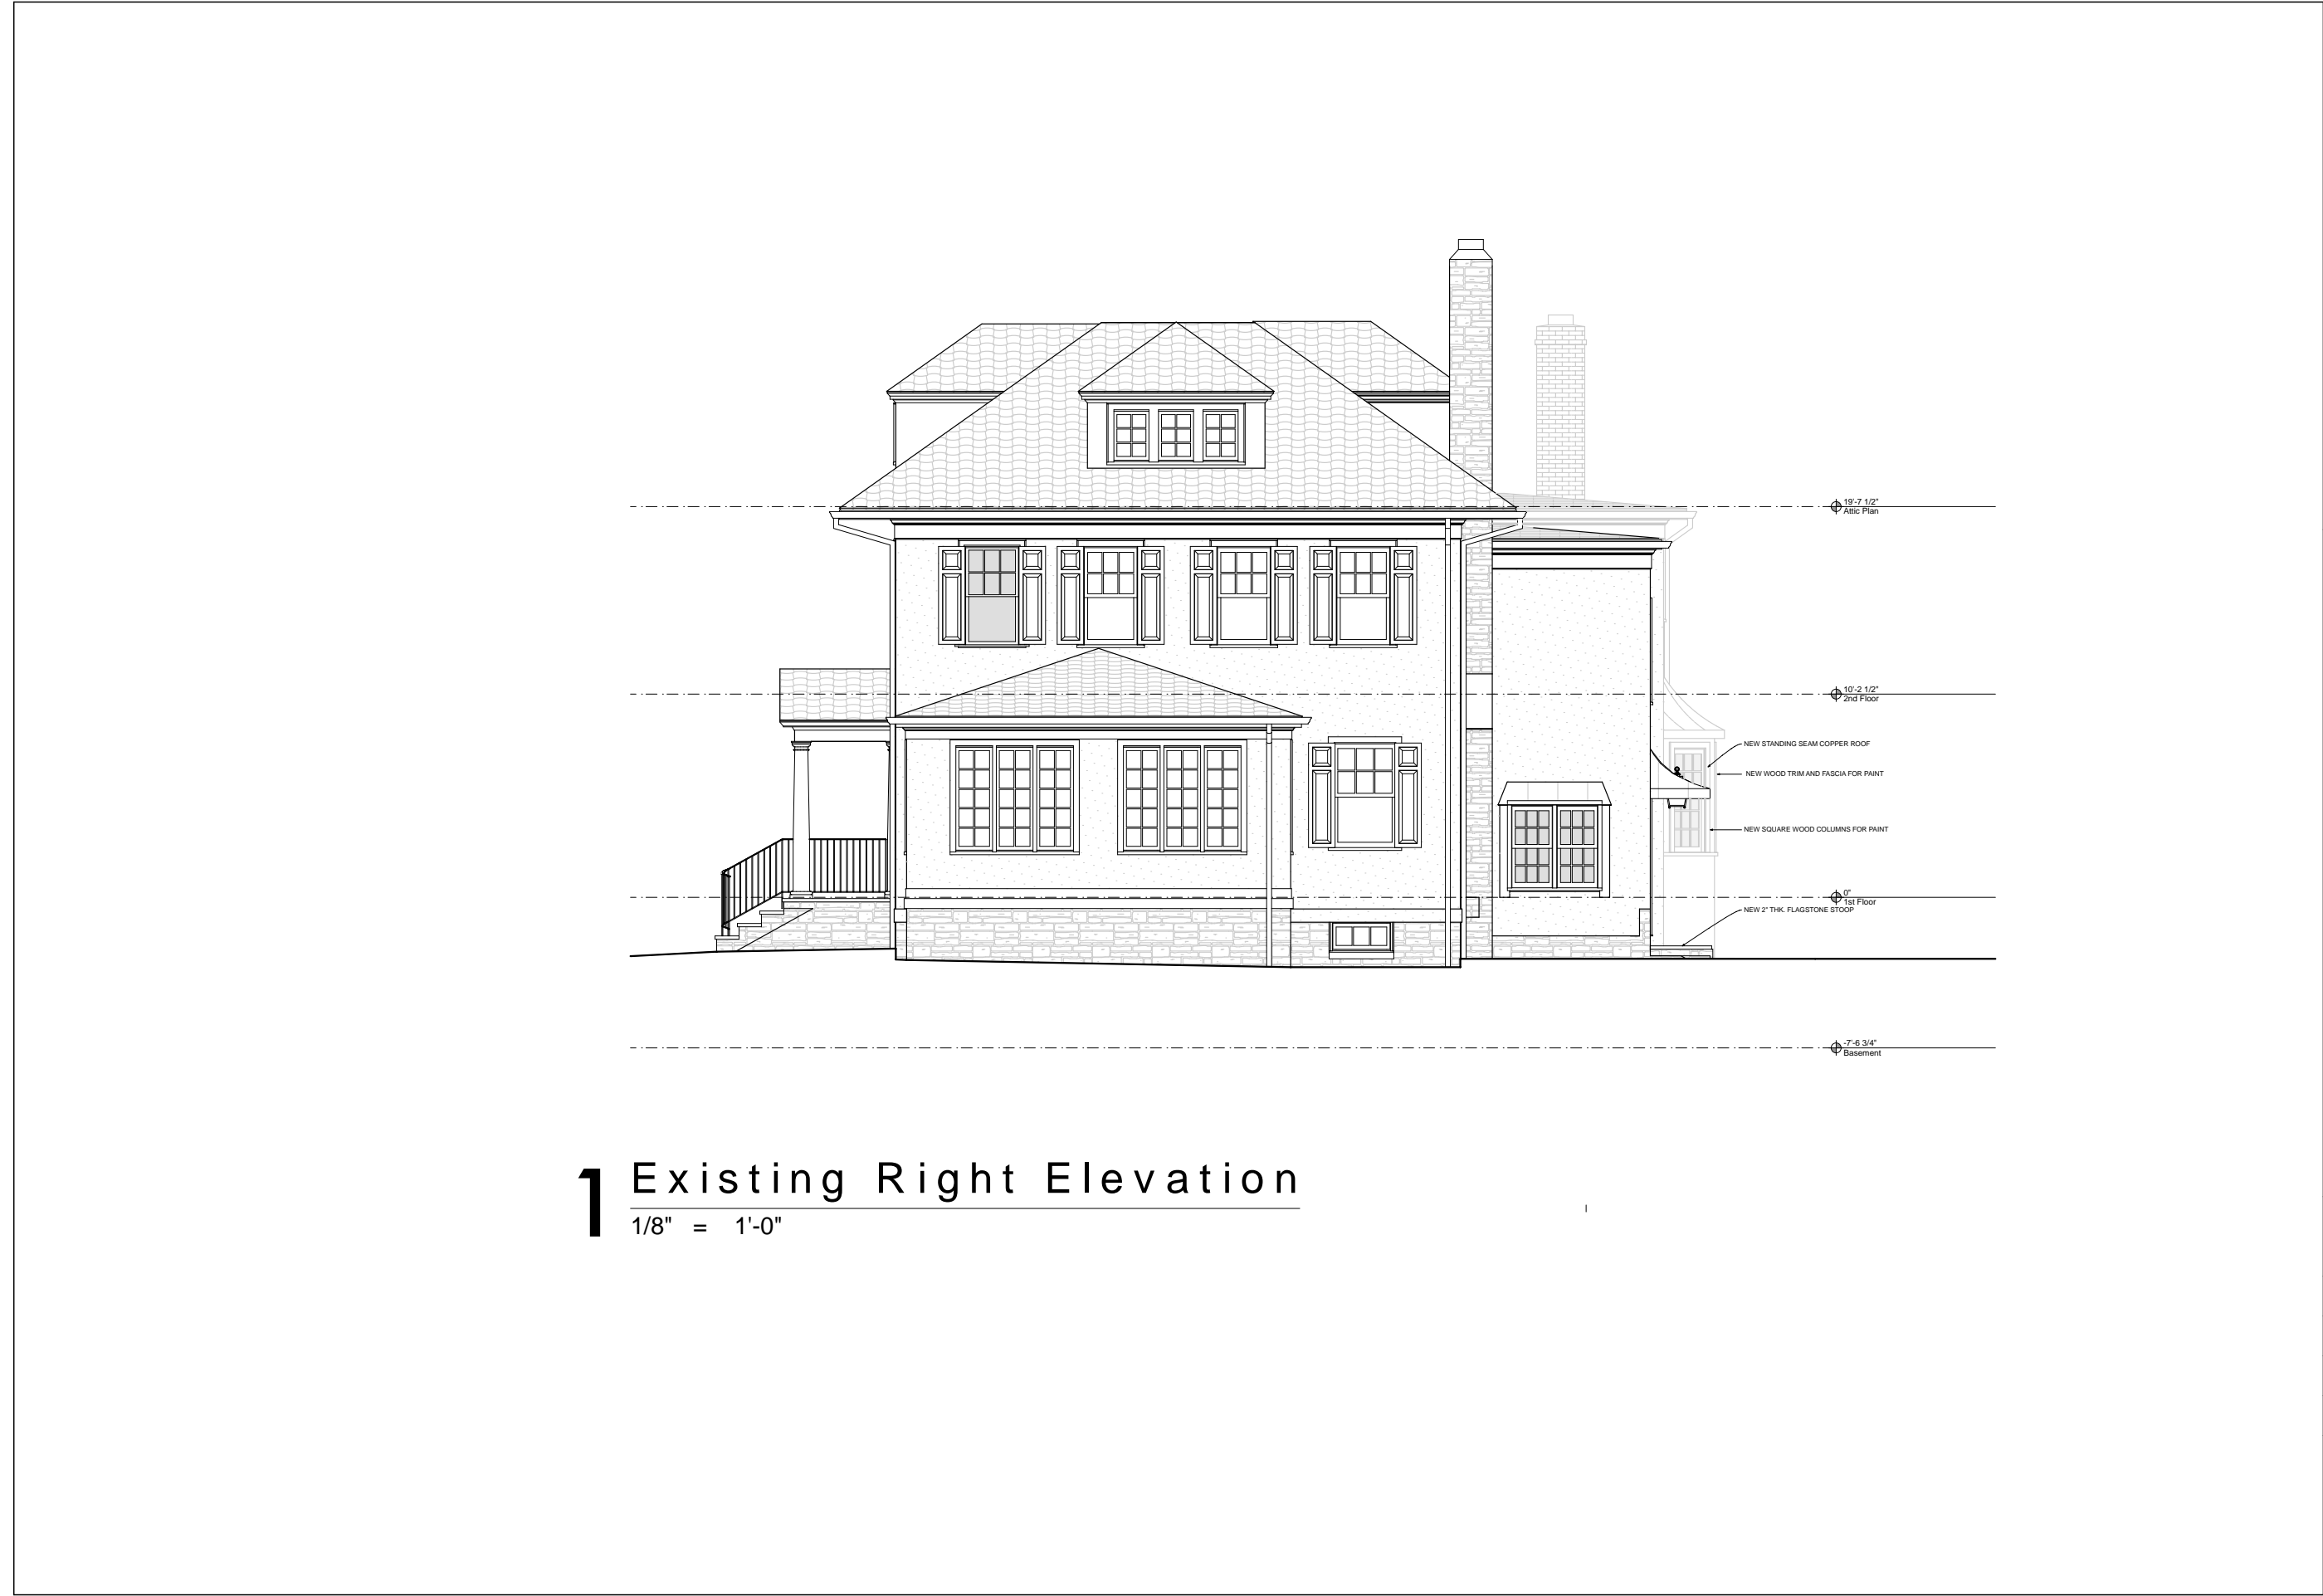 19'-7 1/2"
Attic Plan
10'-2 1/2"
2nd Floor
NEW STANDING SEAM COPPER ROOF
NEW WOOD TRIM AND FASCIA FOR PAINT
NEW SQUARE WOOD COLUMNS FOR PAINT
0"
1st Floor
NEW 2" THK. FLAGSTONE STOOP
-7'-6 3/4"
Basement
1 Existing Right Elevation
1/8" = 1'-0"